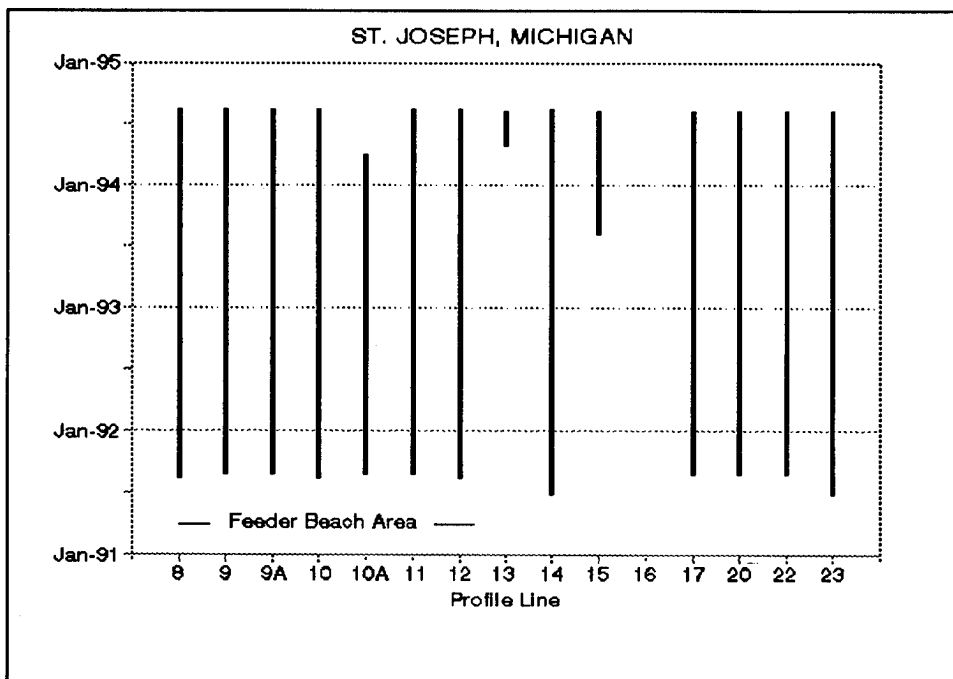 ST. JOSEPH, MICHIGAN
Jan-95
Jan-94
Jan-93
Jan-92
Jan-91
Feeder Beach Area
8 9 9A 10 10A 11 12 13 14 15 16 17 20 22 23
Profile Line